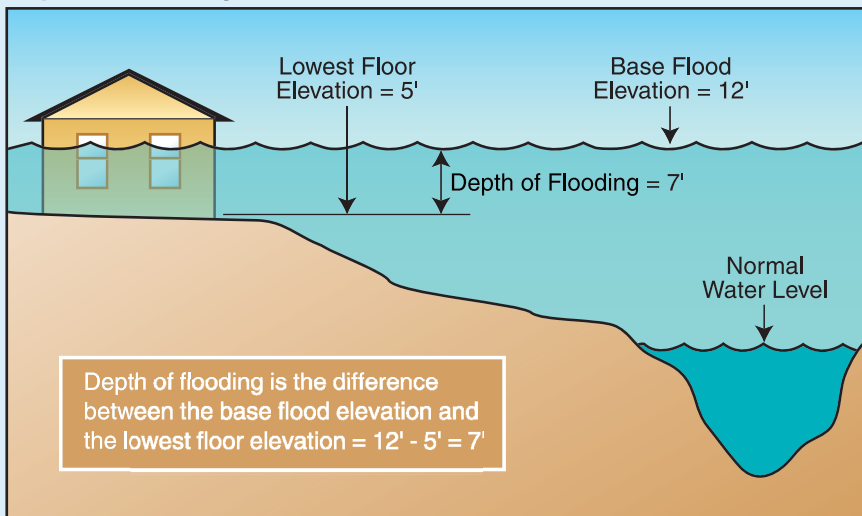 Lowest Floor
Elevation = 5'
Base Flood
Elevation = 12'
Depth of Flooding = 7'
Normal
Water Level
Depth of flooding is the difference
between the base flood elevation and
the lowest floor elevation = 12' - 5' = 7'